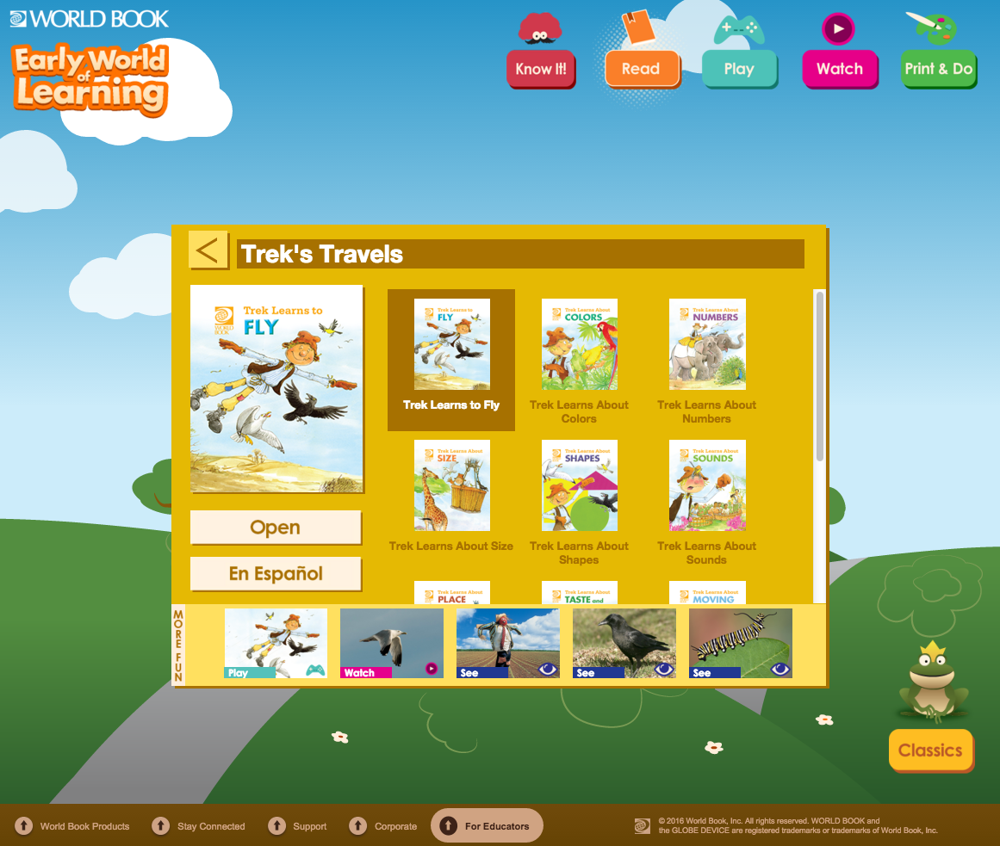 WORLD BOOK
Early World
of
Learning
Know It!
Read
Play
Watch
Print & Do
Trek's Travels
Trek Learns to
FLY
WORLD
BOOK
Open
En Español
Trek Learns to
FLY
Trek Learns to Fly
Trek Learns About
COLORS
Trek Learns About
Colors
Trek Learns About
NUMBERS
Trek Learns About
Numbers
Trek Learns About
SIZE
Trek Learns About Size
Trek Learns About
SHAPES
Trek Learns About
Shapes
Trek Learns About
SOUNDS
Trek Learns About
Sounds
Trek Learns About
PLACE
Trek Learns About
TASTE and
Trek Learns About
MOVING
MORE FUN
Play
Watch
See
See
See
Classics
World Book Products
Stay Connected
Support
Corporate
For Educators
© 2016 World Book, Inc. All rights reserved. WORLD BOOK and
the GLOBE DEVICE are registered trademarks or trademarks of World Book, Inc.